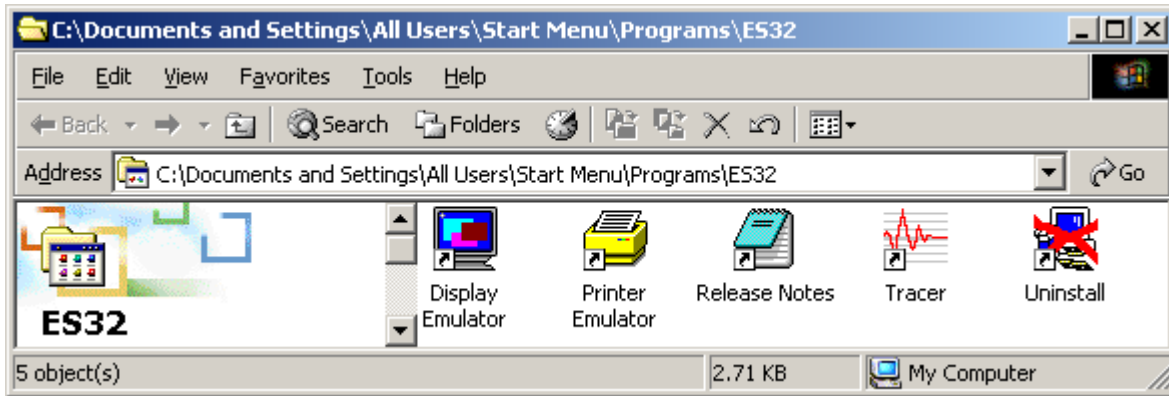 C:\Documents and Settings\All Users\Start Menu\Programs\ES32
File Edit View Favorites Tools Help
Back Search Folders
Address C:\Documents and Settings\All Users\Start Menu\Programs\ES32 Go
ES32
Display
Emulator
Printer
Emulator
Release Notes
Tracer
Uninstall
5 object(s) 2.71 KB My Computer